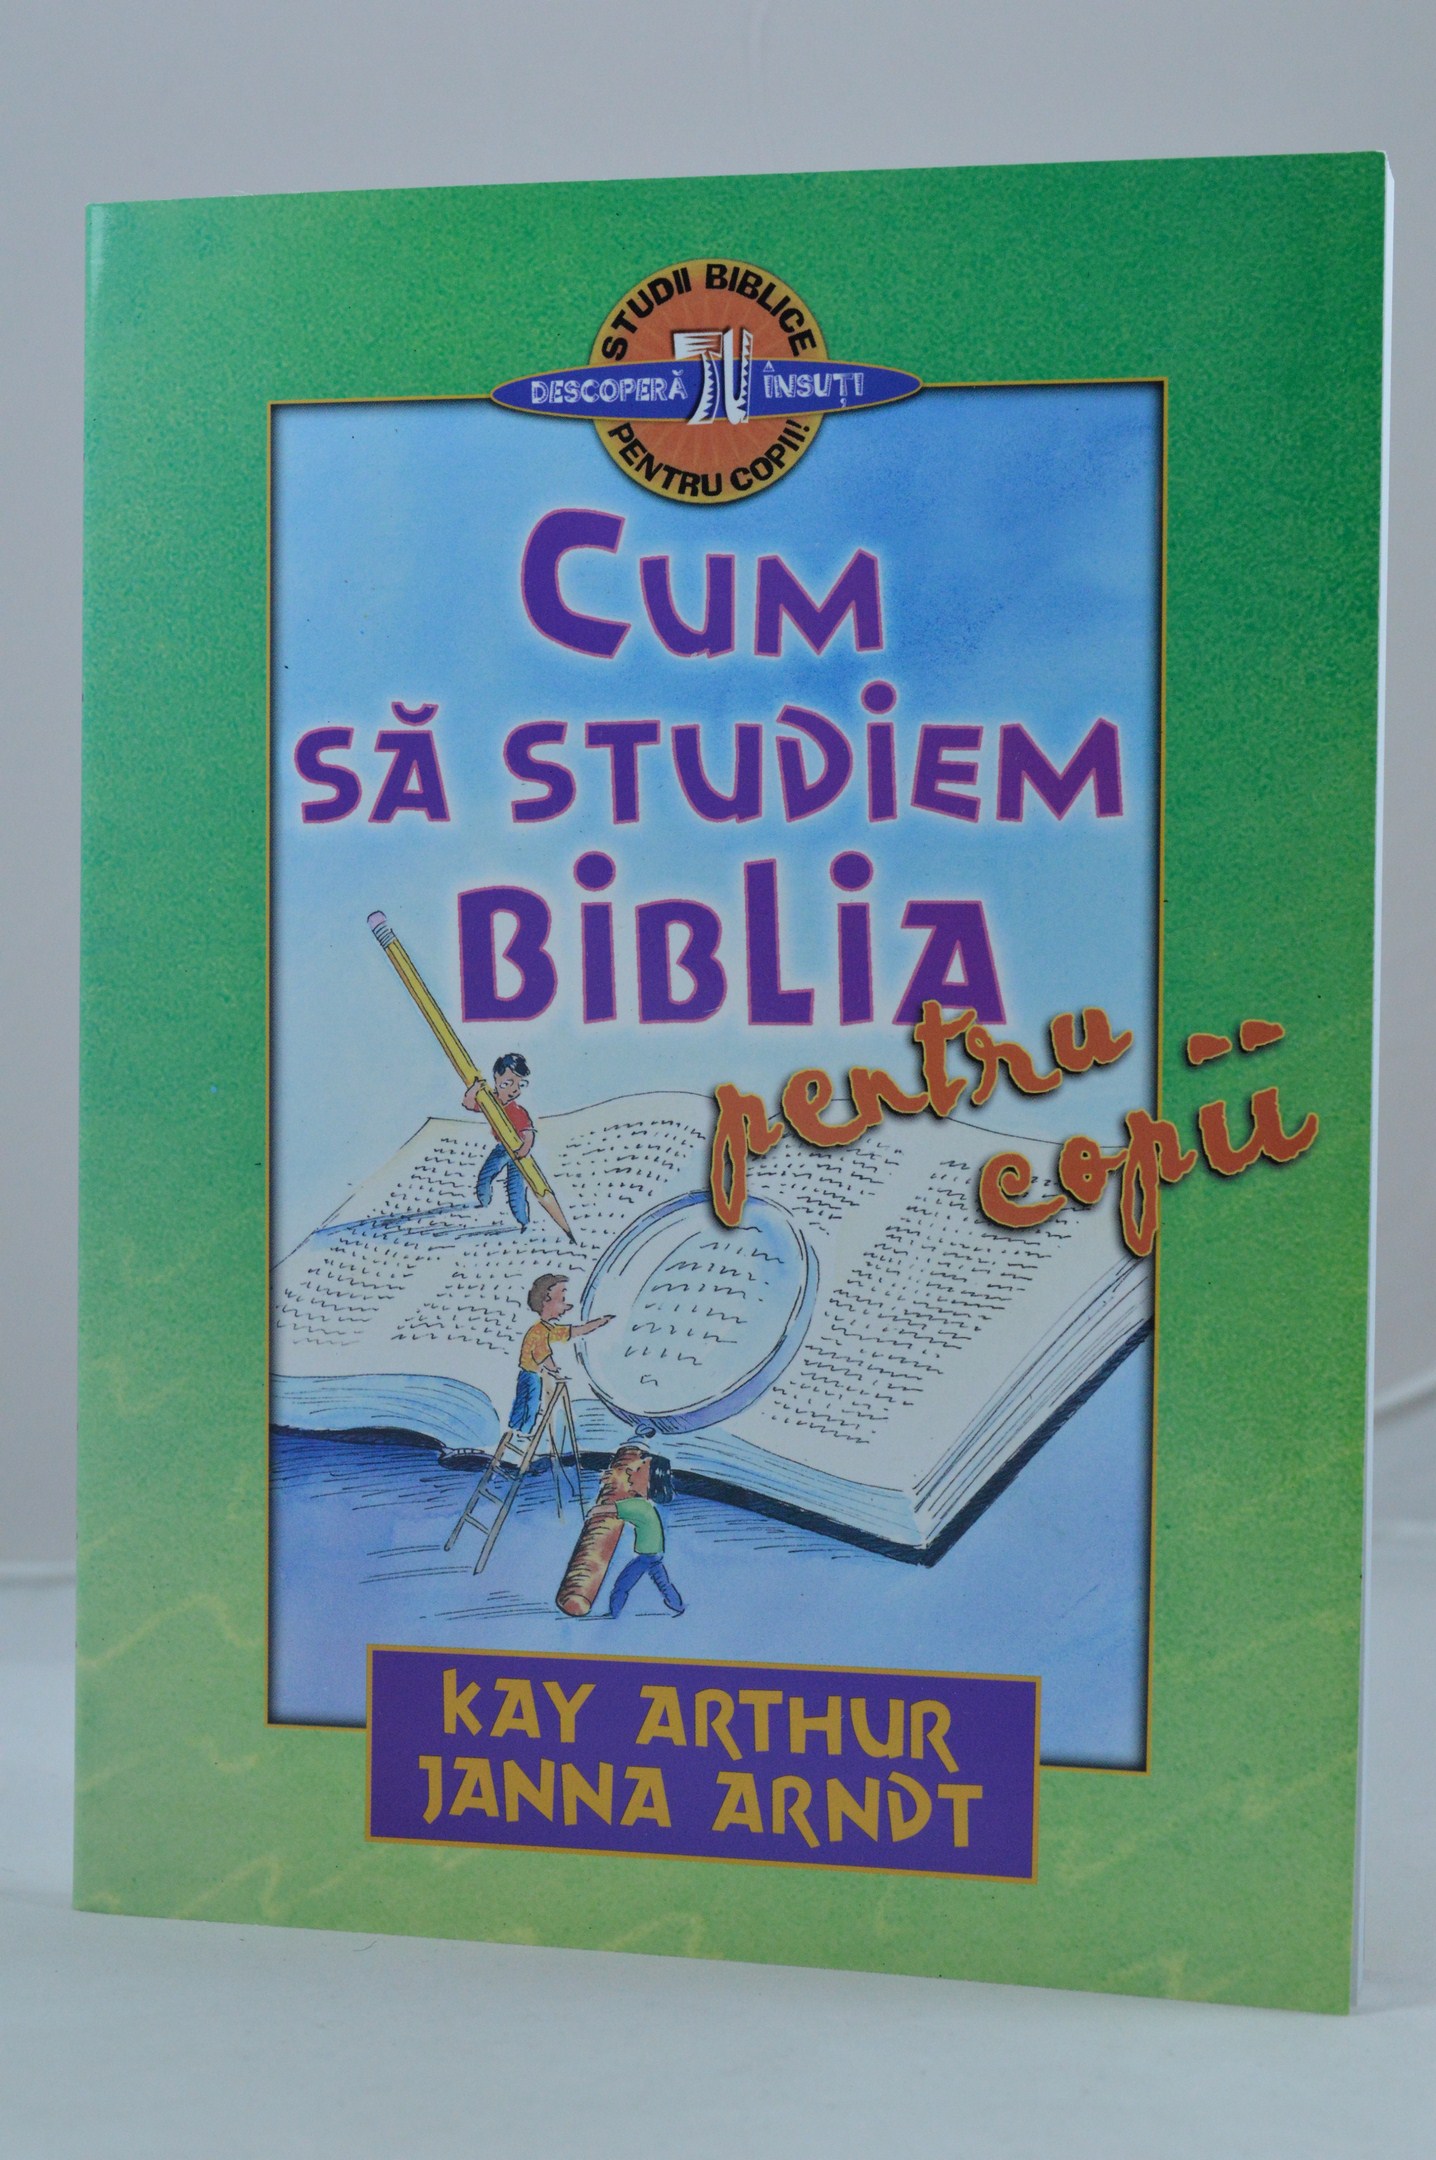 STUDII BIBLICE
DESCOPERĂ TU ÎNSUȚI
PENTRU COPII!
CUM
SĂ STUDIEM
BIBLIA
pentru
copii
KAY ARTHUR
JANNA ARNDT